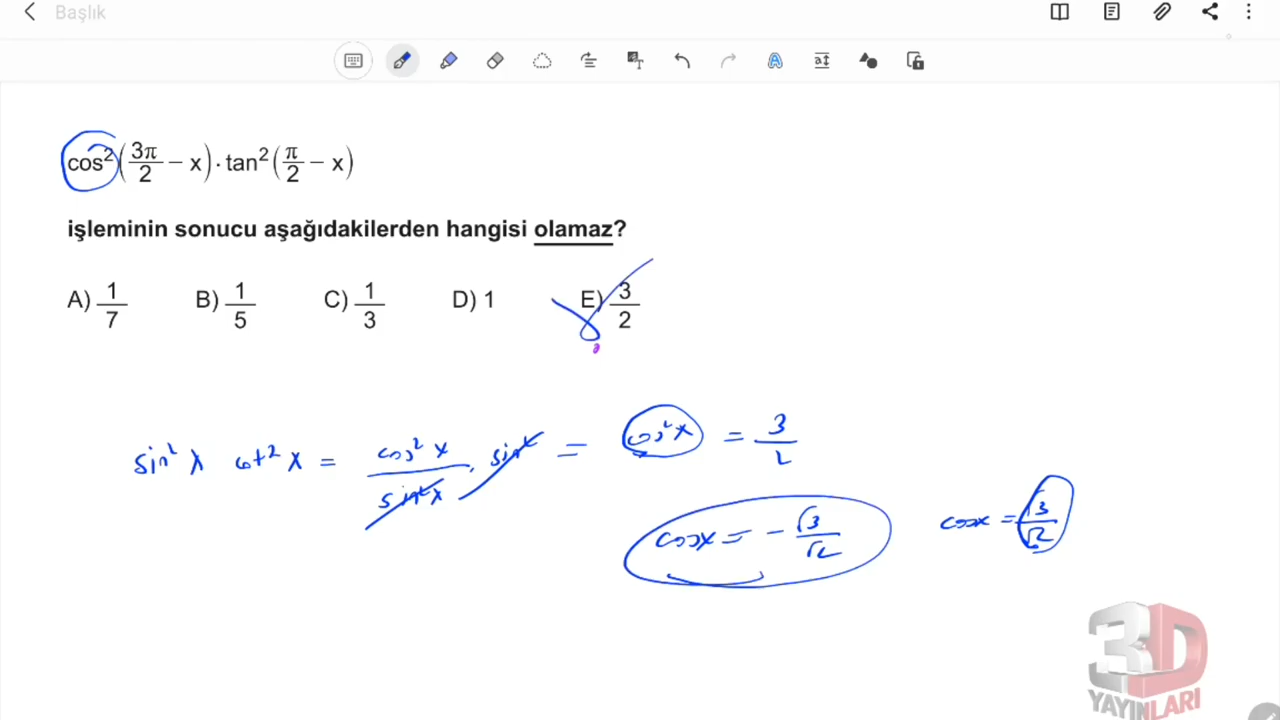 Başlık
cos²(3π/2 − x) · tan²(π/2 − x)
işleminin sonucu aşağıdakilerden hangisi olamaz?
A) 1/7 B) 1/5 C) 1/3 D) 1 E) 3/2
sin²x cot²x = cos²x/sin²x · sin² = cos²x = 3/2
cosx = −√3/√2 cosx = √3/√2
3D
YAYINLARI